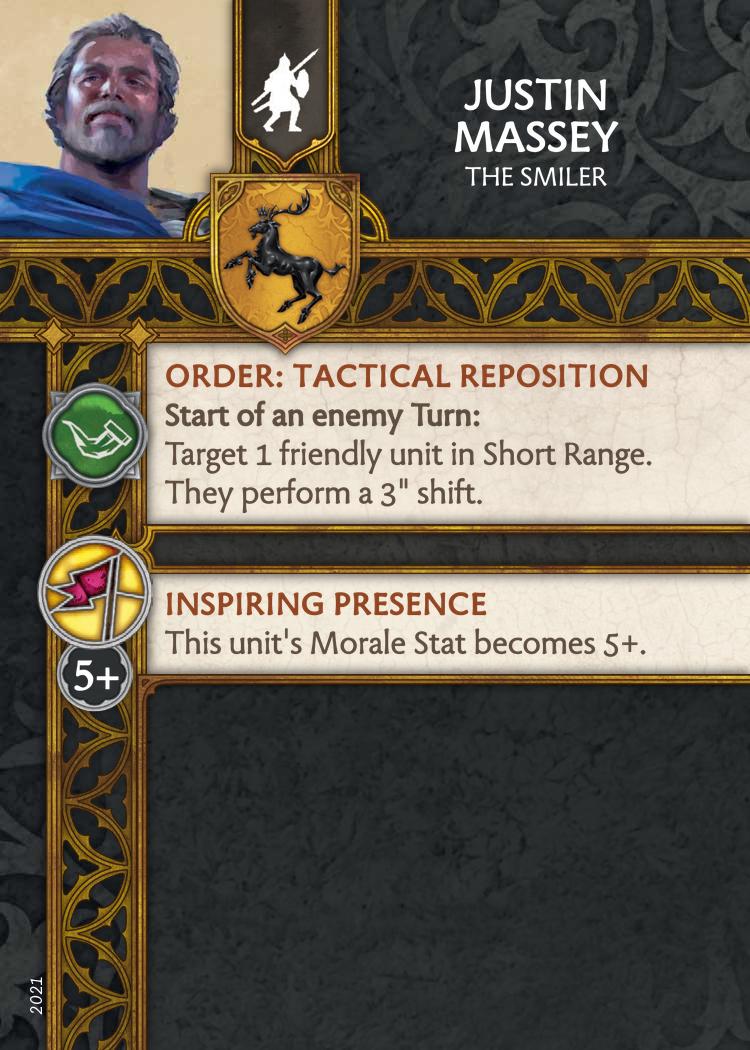 JUSTIN
MASSEY
THE SMILER
ORDER: TACTICAL REPOSITION
Start of an enemy Turn:
Target 1 friendly unit in Short Range.
They perform a 3" shift.
INSPIRING PRESENCE
This unit's Morale Stat becomes 5+.
5+
2021